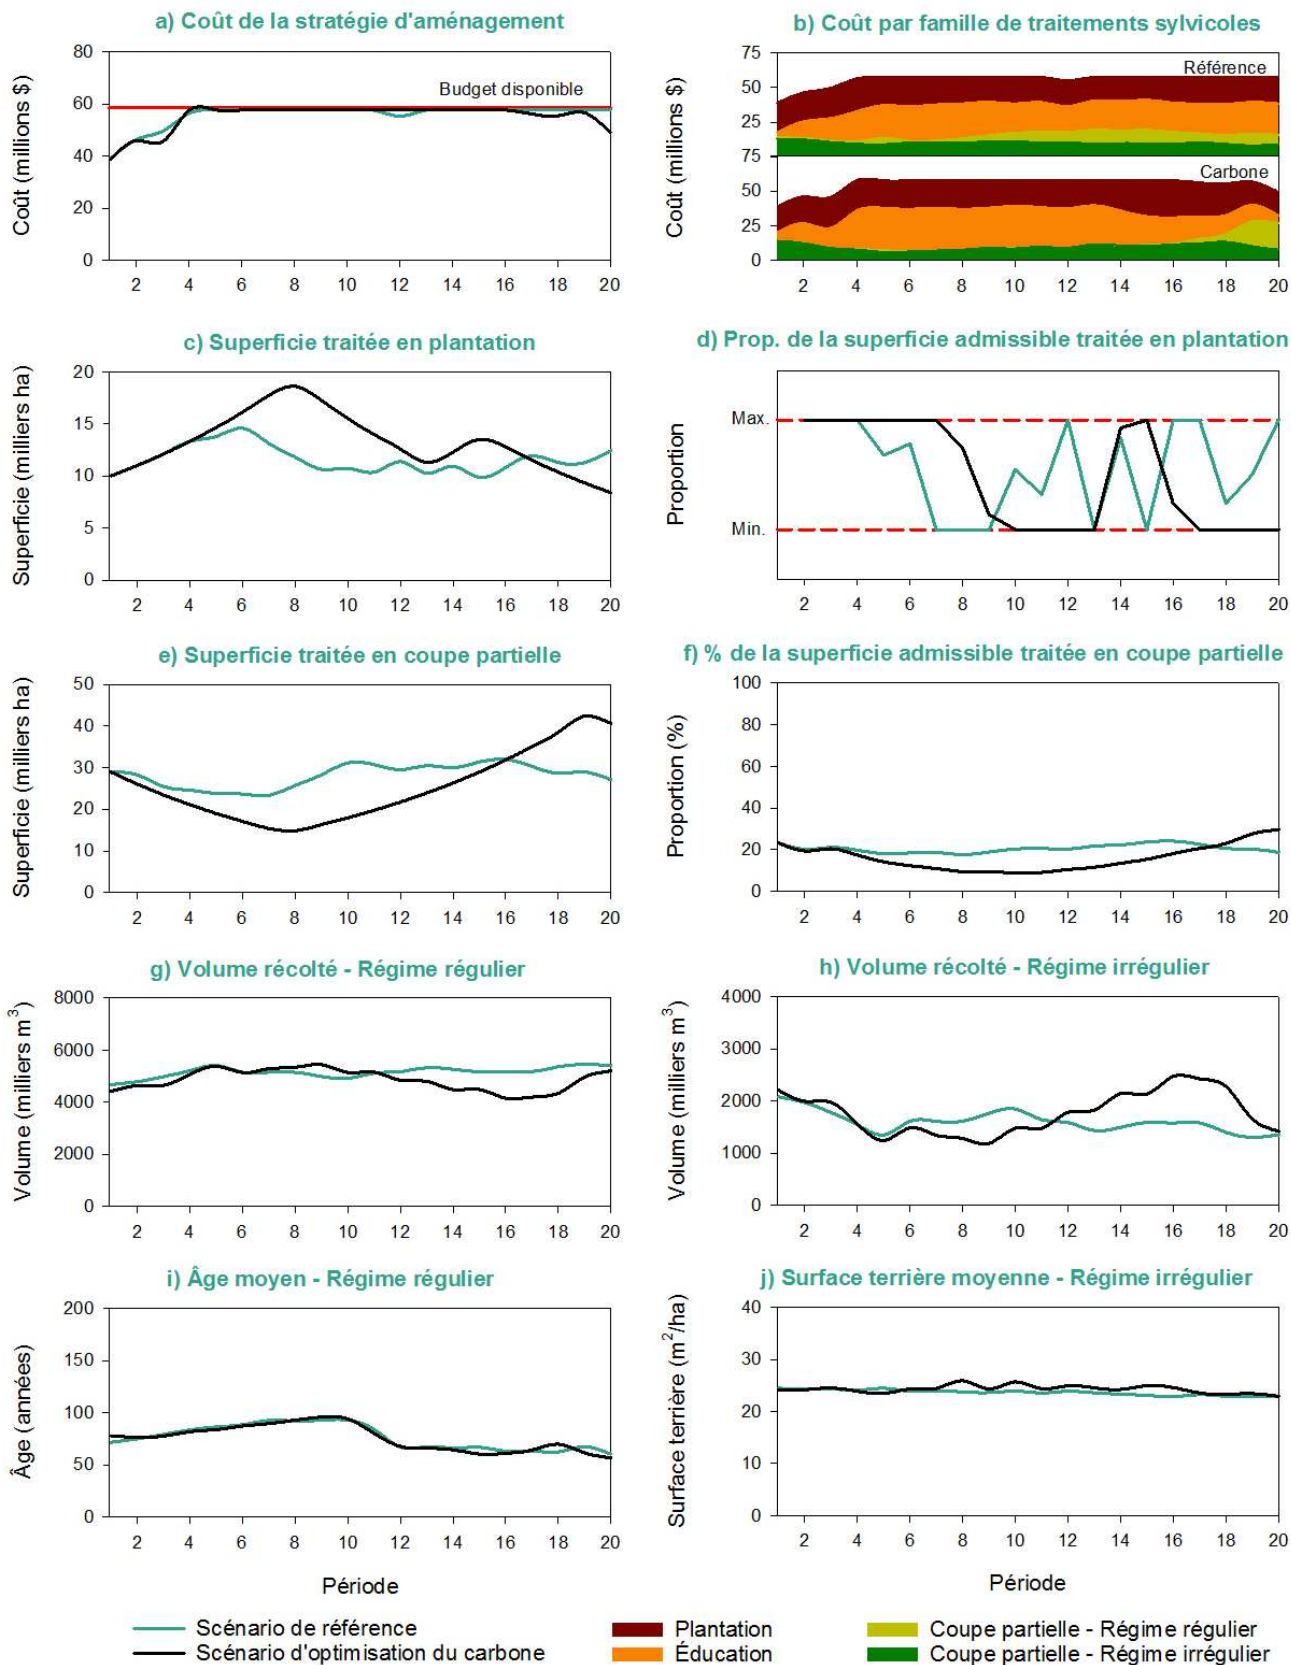 a) Coût de la stratégie d'aménagement
Coût (millions $)
80
60
40
20
0
Budget disponible
2 4 6 8 10 12 14 16 18 20
b) Coût par famille de traitements sylvicoles
Coût (millions $)
75
50
25
Référence
Coût (millions $)
75
50
25
0
Carbone
2 4 6 8 10 12 14 16 18 20
c) Superficie traitée en plantation
Superficie (milliers ha)
20
15
10
5
0
2 4 6 8 10 12 14 16 18 20
d) Prop. de la superficie admissible traitée en plantation
Proportion
Max.
Min.
2 4 6 8 10 12 14 16 18 20
e) Superficie traitée en coupe partielle
Superficie (milliers ha)
50
40
30
20
10
0
2 4 6 8 10 12 14 16 18 20
f) % de la superficie admissible traitée en coupe partielle
Proportion (%)
100
80
60
40
20
0
2 4 6 8 10 12 14 16 18 20
g) Volume récolté - Régime régulier
Volume (milliers m³)
8000
6000
4000
2000
0
2 4 6 8 10 12 14 16 18 20
h) Volume récolté - Régime irrégulier
Volume (milliers m³)
4000
3000
2000
1000
0
2 4 6 8 10 12 14 16 18 20
i) Âge moyen - Régime régulier
Âge (années)
200
150
100
50
0
2 4 6 8 10 12 14 16 18 20
Période
j) Surface terrière moyenne - Régime irrégulier
Surface terrière (m²/ha)
40
30
20
10
0
2 4 6 8 10 12 14 16 18 20
Période
Scénario de référence
Scénario d'optimisation du carbone
Plantation
Éducation
Coupe partielle - Régime régulier
Coupe partielle - Régime irrégulier